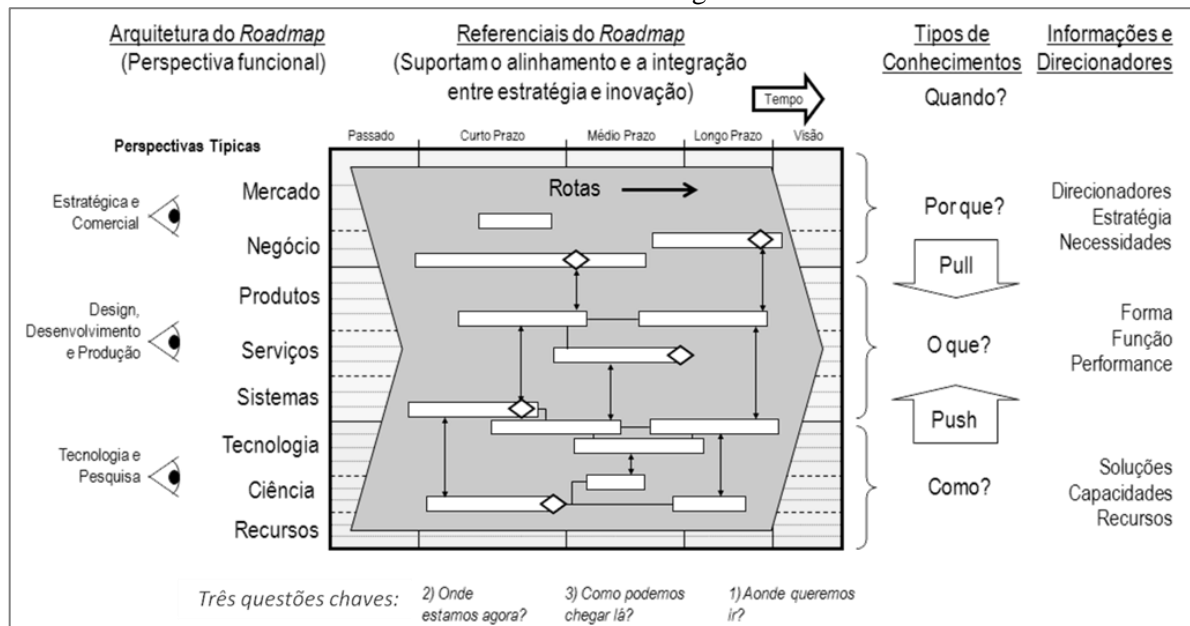 Arquitetura do Roadmap
(Perspectiva funcional)
Referenciais do Roadmap
(Suportam o alinhamento e a integração
entre estratégia e inovação)
Tempo
Tipos de
Conhecimentos
Quando?
Informações e
Direcionadores
Perspectivas Típicas
Passado
Curto Prazo
Médio Prazo
Longo Prazo
Visão
Estratégica e
Comercial
Mercado
Negócio
Rotas
Por que?
Direcionadores
Estratégia
Necessidades
Pull
Design,
Desenvolvimento
e Produção
Produtos
Serviços
Sistemas
O que?
Forma
Função
Performance
Push
Tecnologia e
Pesquisa
Tecnologia
Ciência
Recursos
Como?
Soluções
Capacidades
Recursos
Três questões chaves:
2) Onde
estamos agora?
3) Como podemos
chegar lá?
1) Aonde queremos
ir?